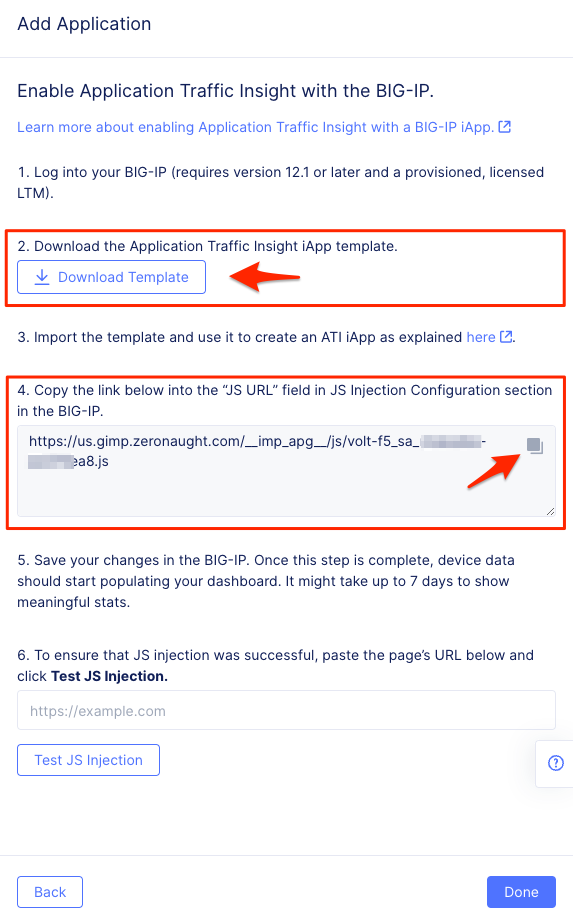 Add Application
Enable Application Traffic Insight with the BIG-IP.
Learn more about enabling Application Traffic Insight with a BIG-IP iApp.
1. Log into your BIG-IP (requires version 12.1 or later and a provisioned, licensed
LTM).
2. Download the Application Traffic Insight iApp template.
Download Template
3. Import the template and use it to create an ATI iApp as explained here.
4. Copy the link below into the “JS URL” field in JS Injection Configuration section
in the BIG-IP.
https://us.gimp.zeronaught.com/__imp_apg__/js/volt-f5_sa_-
ea8.js
5. Save your changes in the BIG-IP. Once this step is complete, device data
should start populating your dashboard. It might take up to 7 days to show
meaningful stats.
6. To ensure that JS injection was successful, paste the page’s URL below and
click Test JS Injection.
https://example.com
Test JS Injection
Back
Done